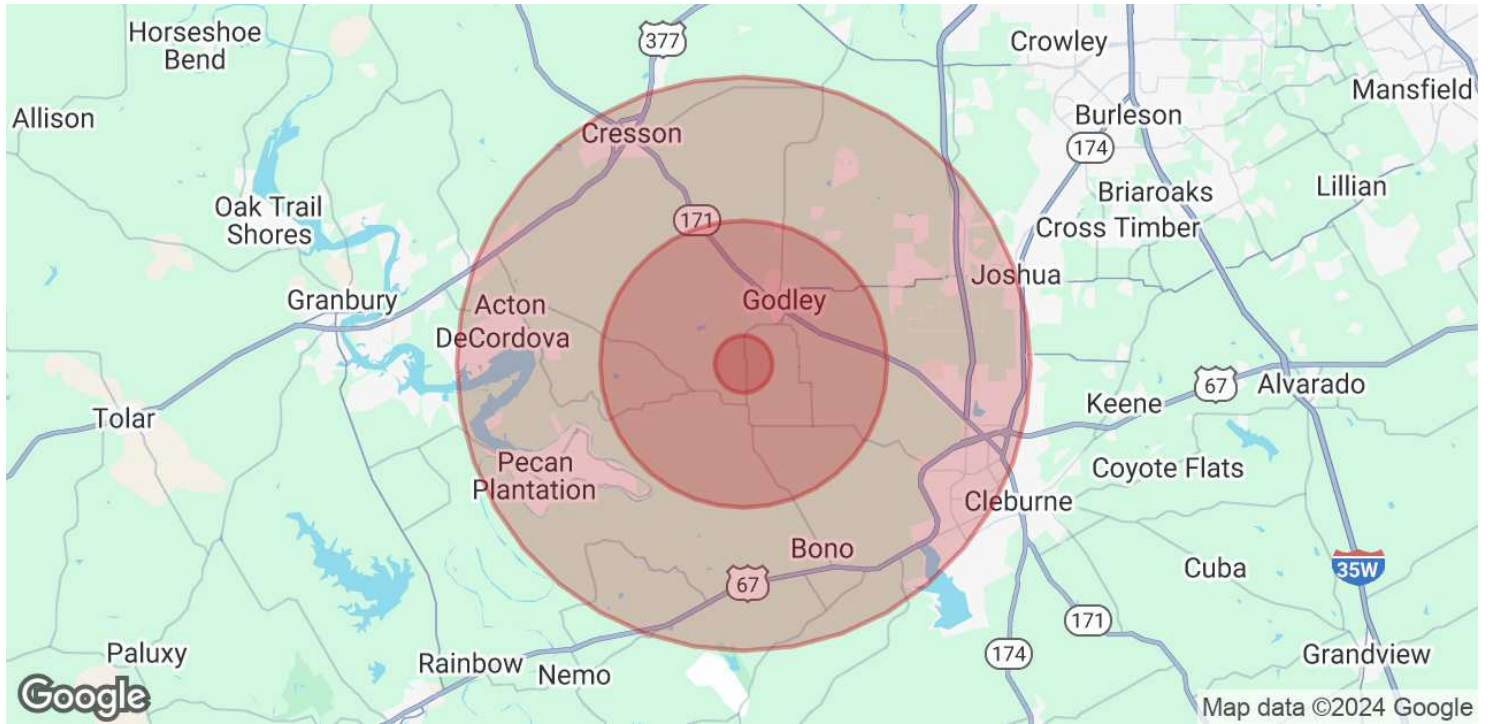 Horseshoe
Bend
377
Crowley
Mansfield
Allison
Cresson
Burleson
174
Briaroaks
Lillian
Oak Trail
Shores
171
Cross Timber
Joshua
Granbury
Acton
Godley
DeCordova
67
Alvarado
Keene
Tolar
Pecan
Plantation
Coyote Flats
Cleburne
Bono
Cuba
35W
67
171
Paluxy
Rainbow
Nemo
174
Grandview
Google
Map data ©2024 Google